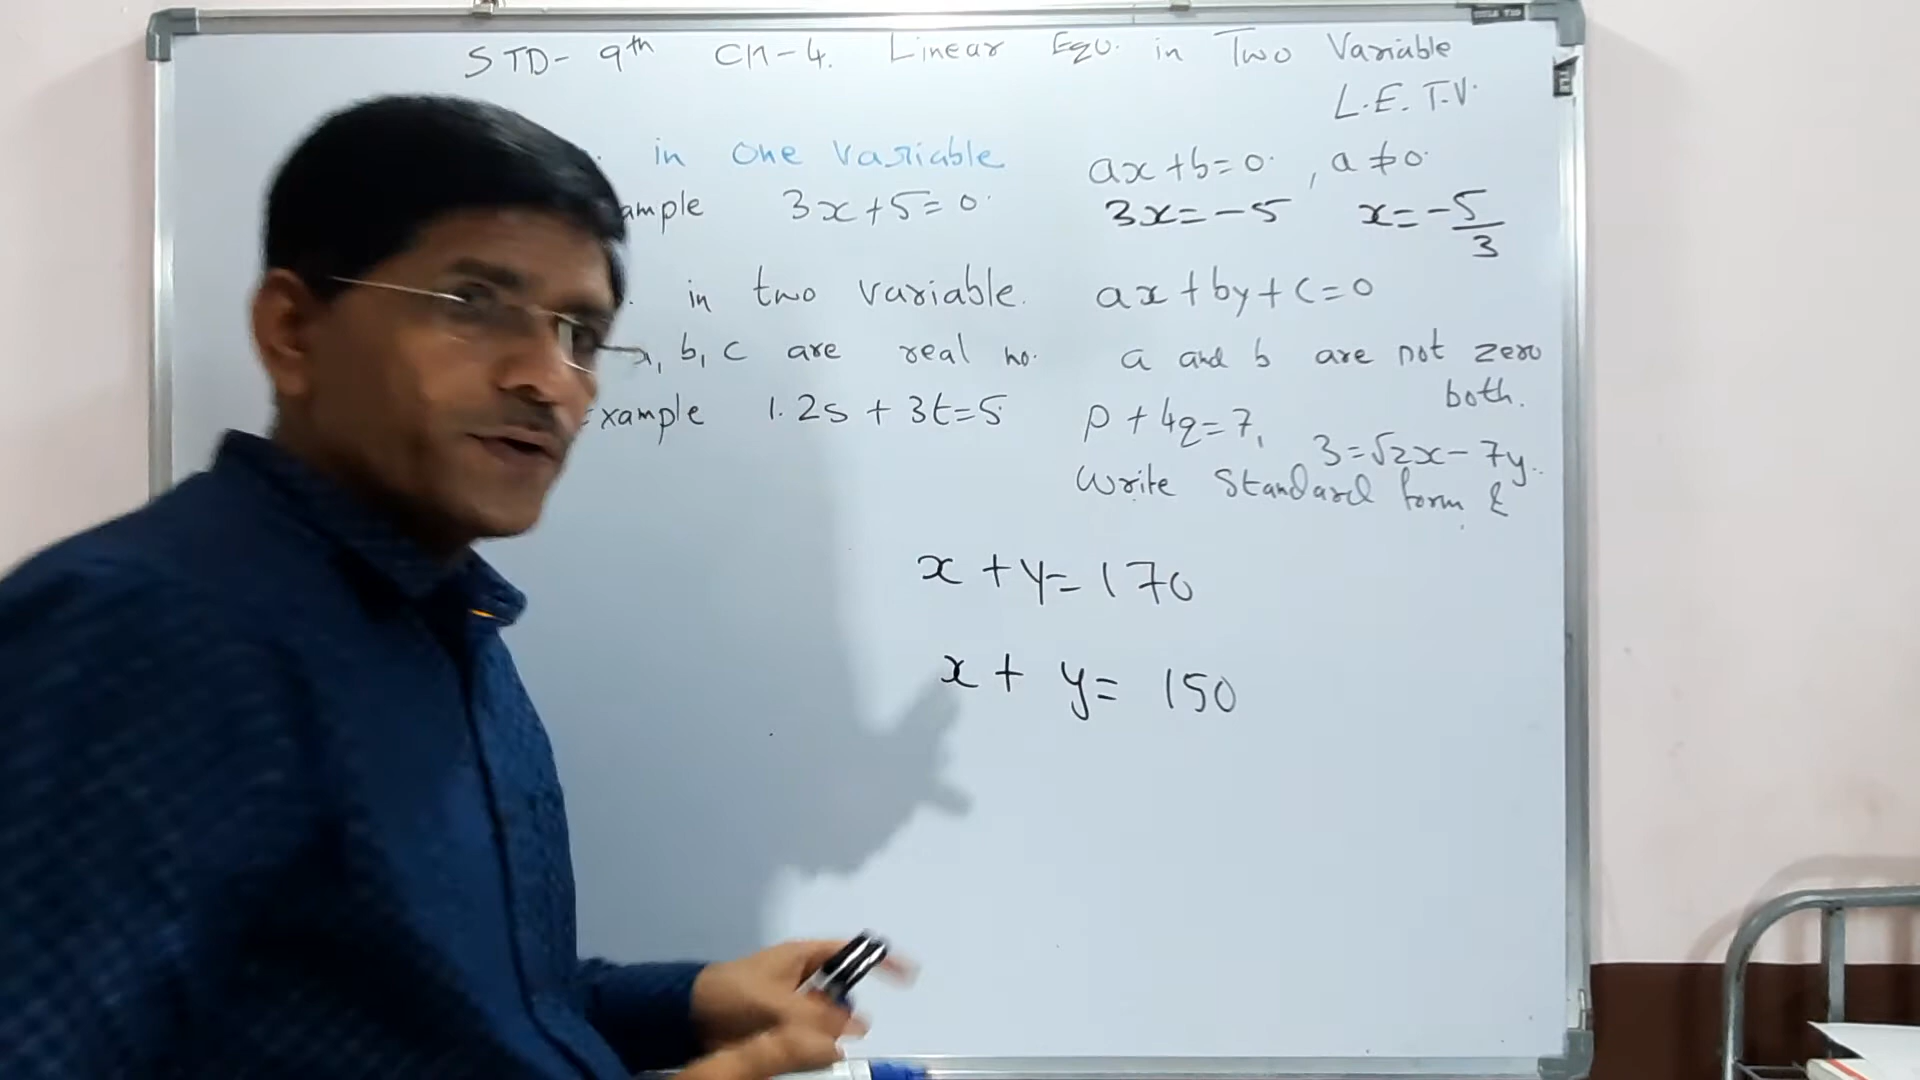 STD- 9th CH-4. Linear Equ. in Two Variable
L.E. T.V.
in one variable ax+b=0, a≠0
ample 3x+5=0. 3x=-5 x=-5/3
in two variable. ax+by+c=0
a, b, c are real no. a and b are not zero both.
Example 1. 2s + 3t=5 p + 4q=7, 3=√2x-7y..
Write Standard form &
x +y=170
x+ y= 150